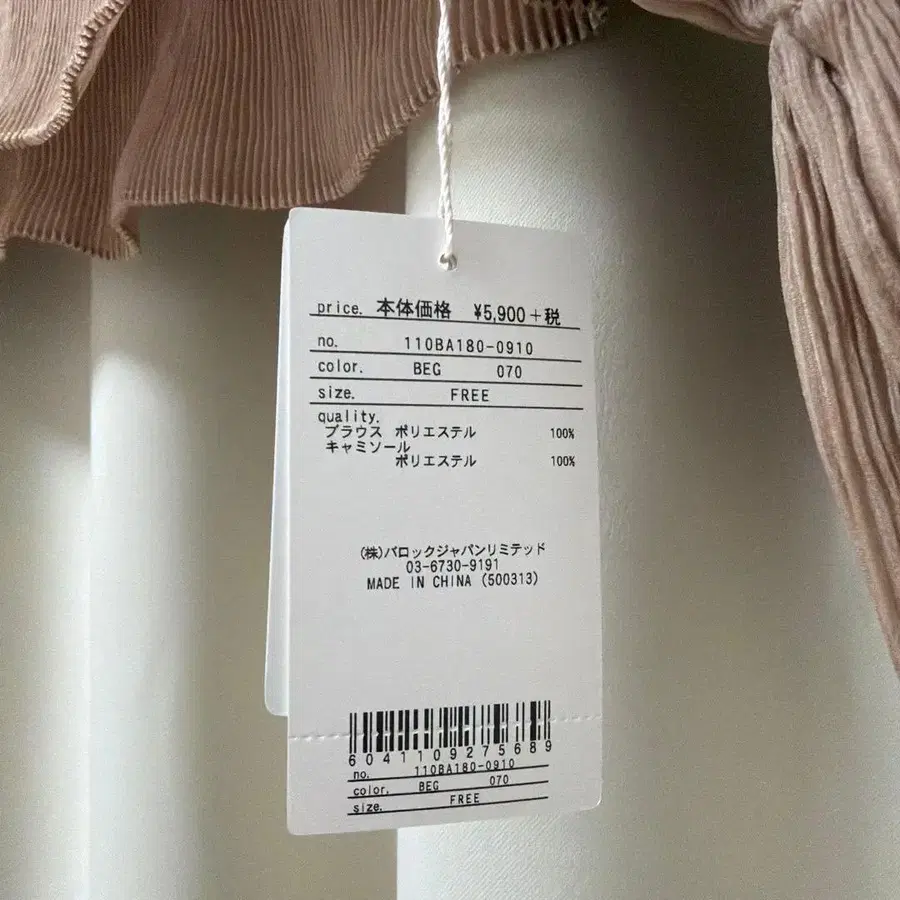 price. 本体価格 ¥5,900+税
no. 110BA180-0910
color. BEG 070
size. FREE
quality.
ブラウス ポリエステル 100%
キャミソール
ポリエステル 100%
(株)バロックジャパンリミテッド
03-6730-9191
MADE IN CHINA (500313)
6041109275689
no. 110BA180-0910
color. BEG 070
size. FREE